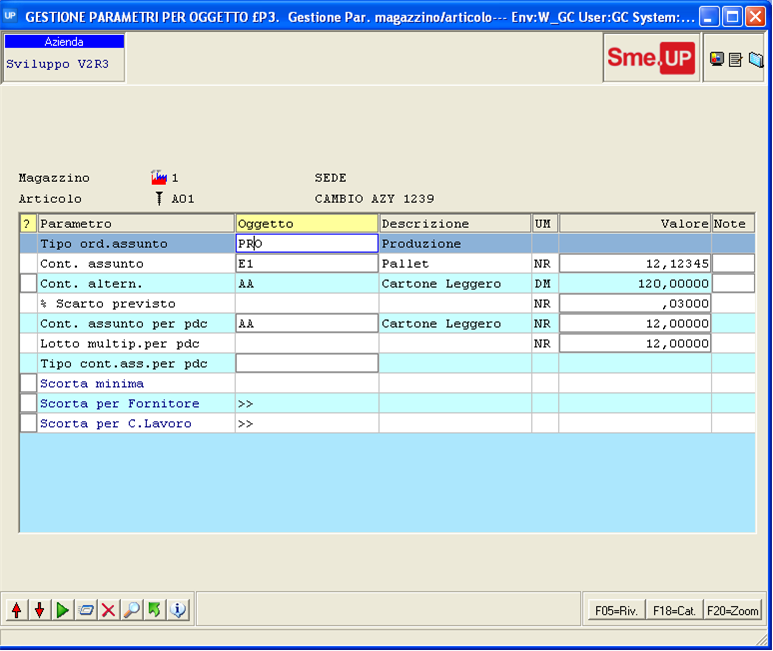 UP GESTIONE PARAMETRI PER OGGETTO £P3. Gestione Par. magazzino/articolo--- Env:W_GC User:GC System:...
Azienda
Sviluppo V2R3
Sme.UP
Magazzino 1 SEDE
Articolo A01 CAMBIO AZY 1239
? Parametro Oggetto Descrizione UM Valore Note
Tipo ord.assunto PRO Produzione
Cont. assunto E1 Pallet NR 12,12345
Cont. altern. AA Cartone Leggero DM 120,00000
% Scarto previsto NR ,03000
Cont. assunto per pdc AA Cartone Leggero NR 12,00000
Lotto multip.per pdc NR 12,00000
Tipo cont.ass.per pdc
Scorta minima
Scorta per Fornitore >>
Scorta per C.Lavoro >>
F05=Riv. F18=Cat. F20=Zoom